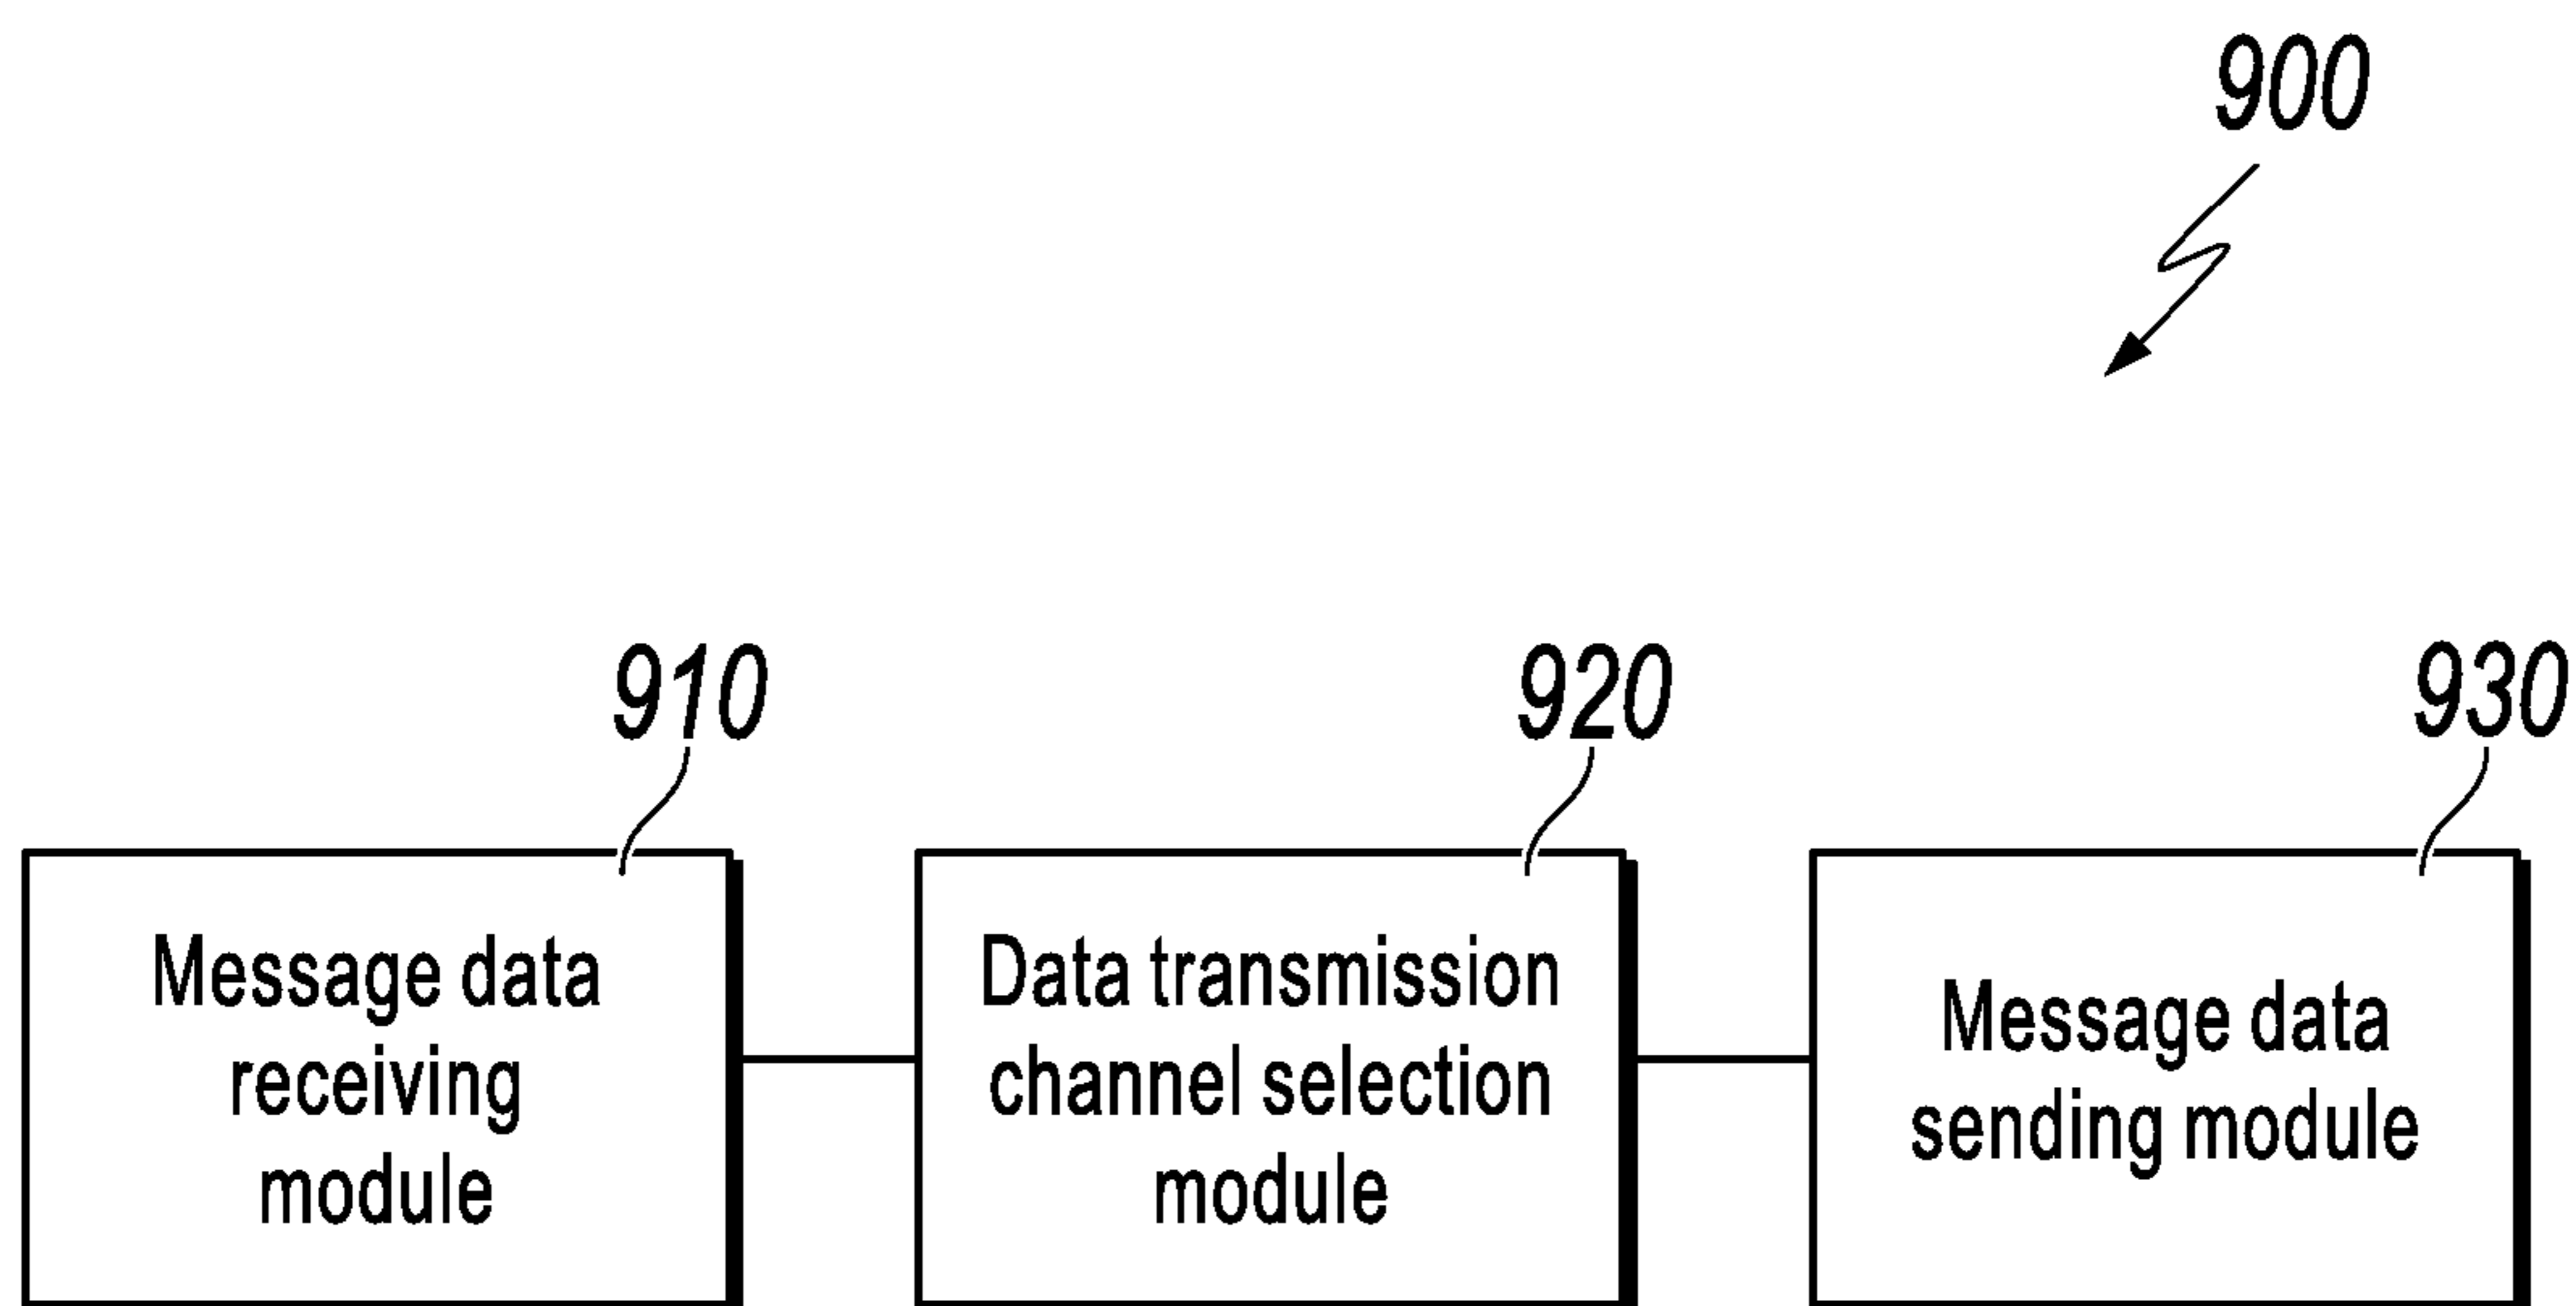 900
910
920
930
Message data
receiving
module
Data transmission
channel selection
module
Message data
sending module